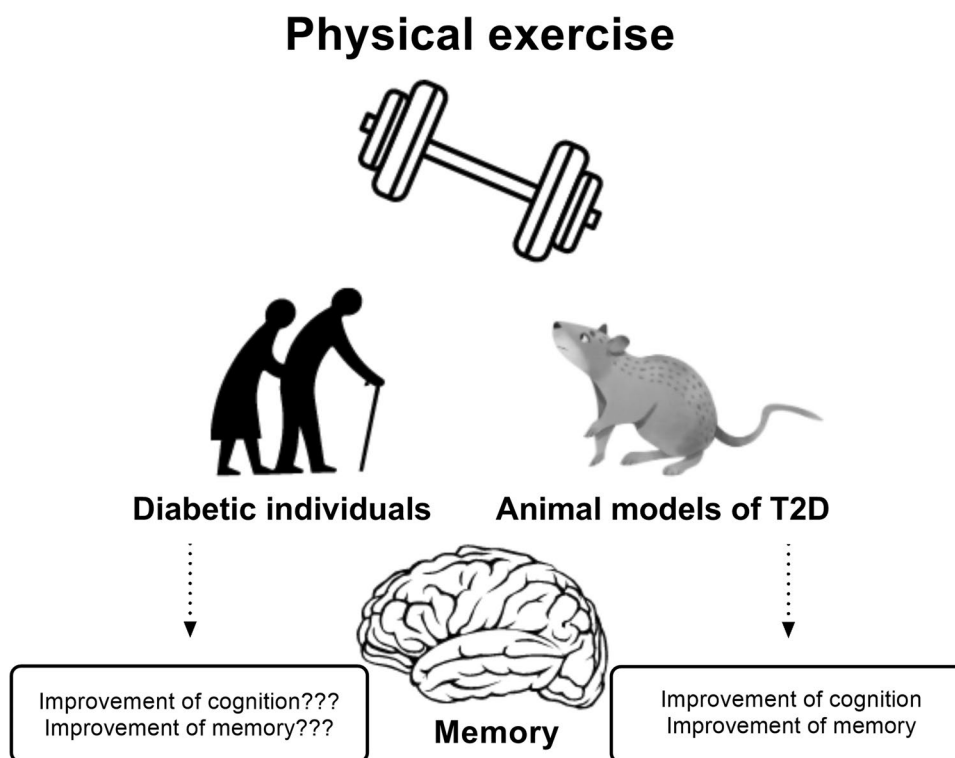 Physical exercise
Diabetic individuals
Animal models of T2D
Improvement of cognition???
Improvement of memory???
Memory
Improvement of cognition
Improvement of memory